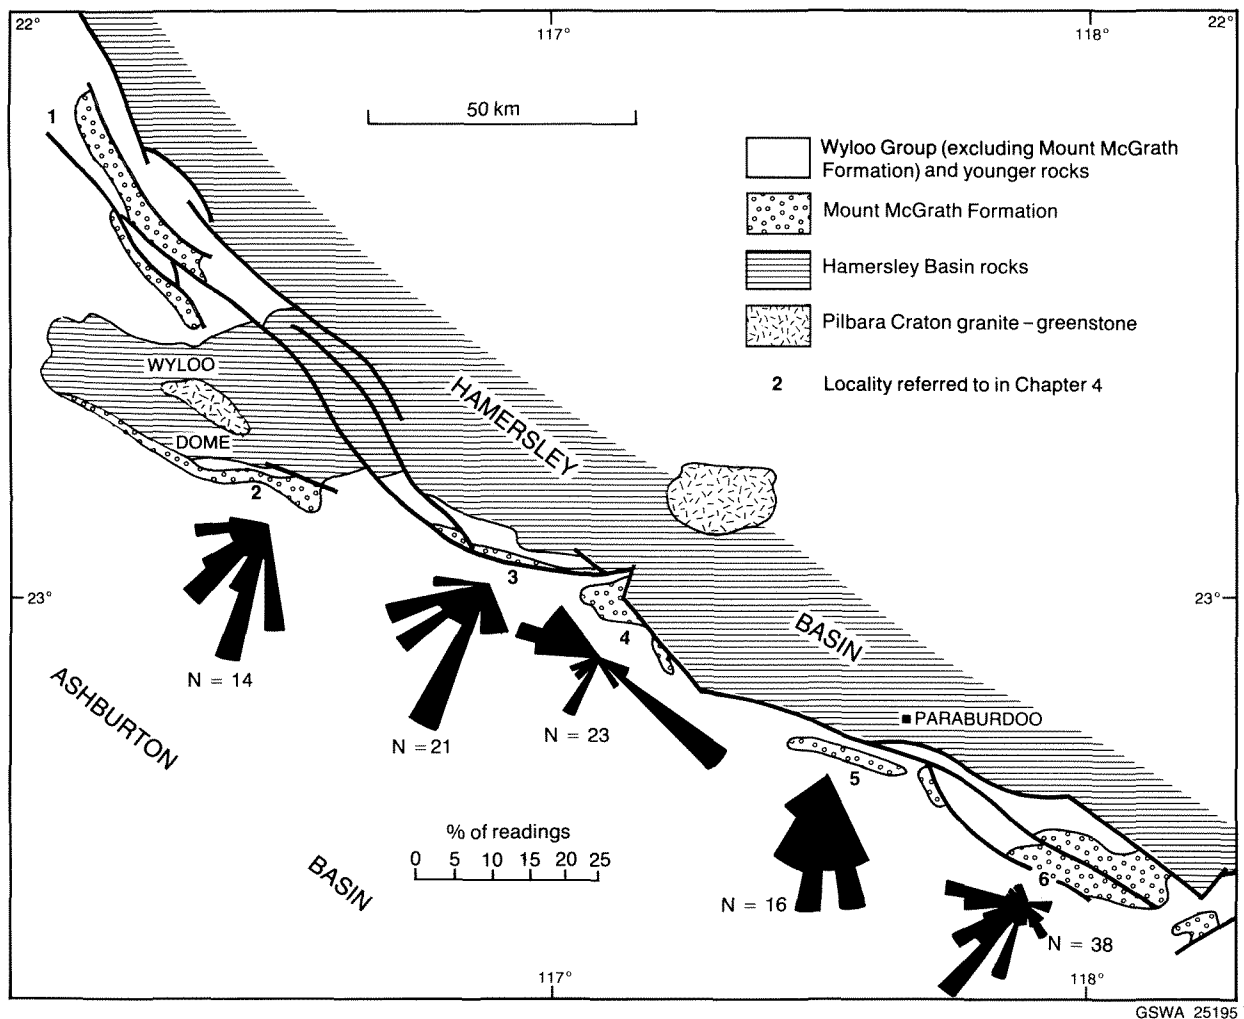 22°
117°
118°
22°
1
50 km
Wyloo Group (excluding Mount McGrath
Formation) and younger rocks
Mount McGrath Formation
Hamersley Basin rocks
Pilbara Craton granite – greenstone
2 Locality referred to in Chapter 4
WYLOO
DOME
HAMERSLEY
2
3
23°
23°
4
BASIN
N = 14
ASHBURTON
N = 21
N = 23
PARABURDOO
5
% of readings
0 5 10 15 20 25
BASIN
6
N = 16
N = 38
117°
118°
GSWA 25195